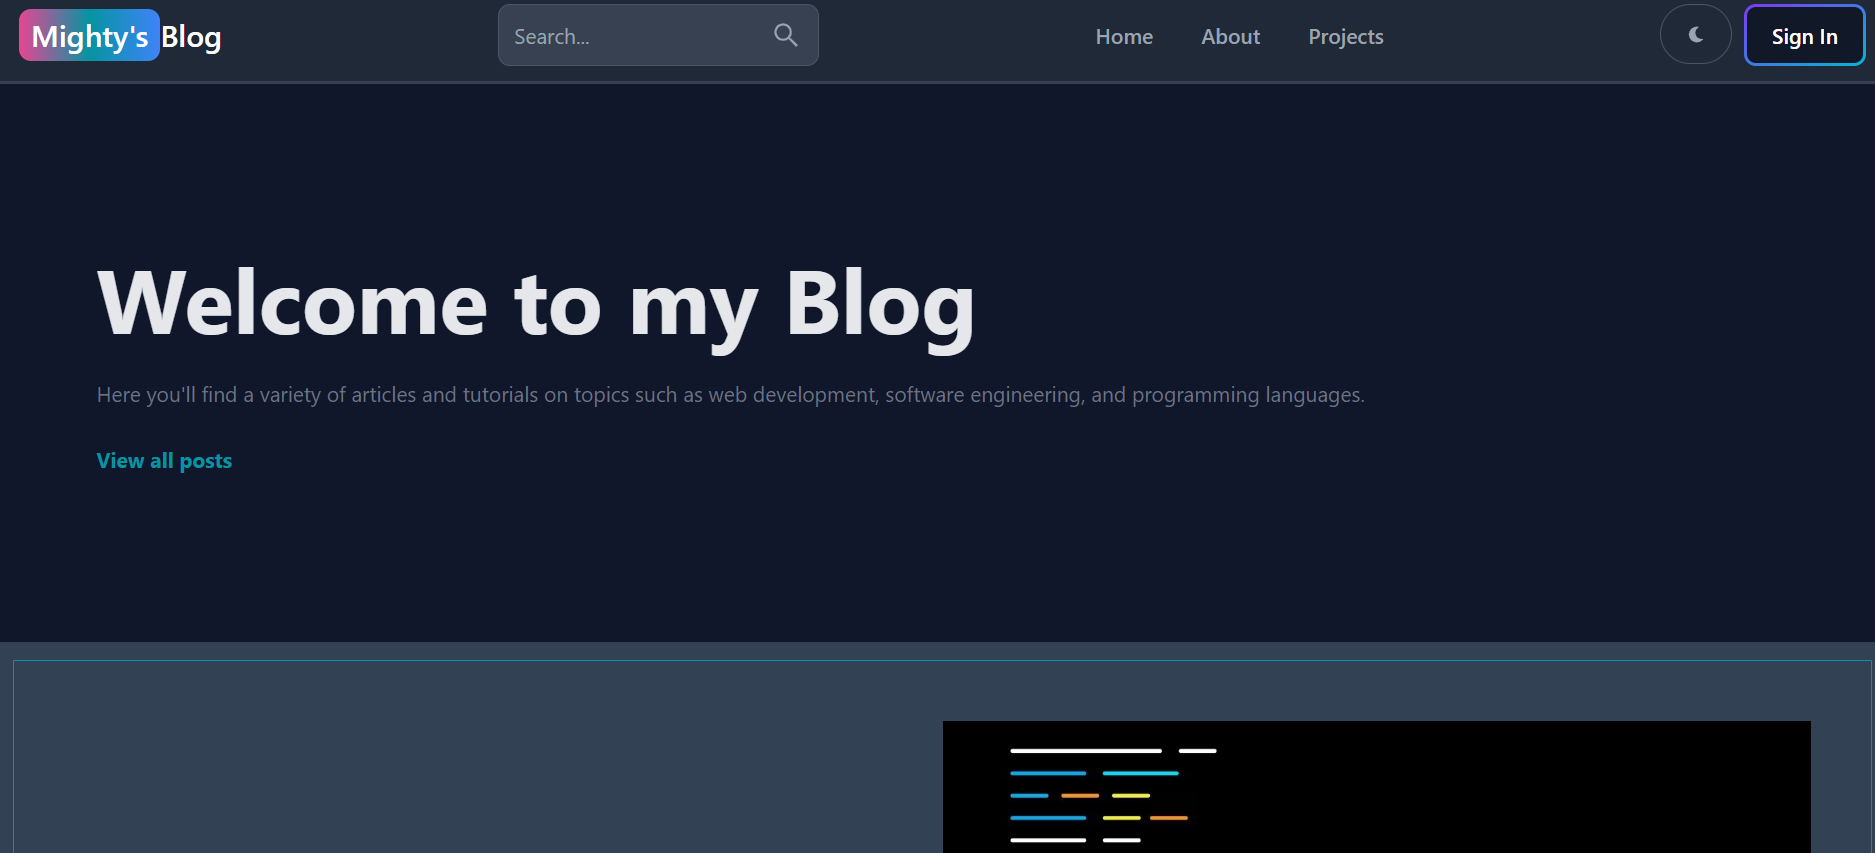 Mighty's Blog
Search...
Home
About
Projects
Sign In
Welcome to my Blog
Here you'll find a variety of articles and tutorials on topics such as web development, software engineering, and programming languages.
View all posts